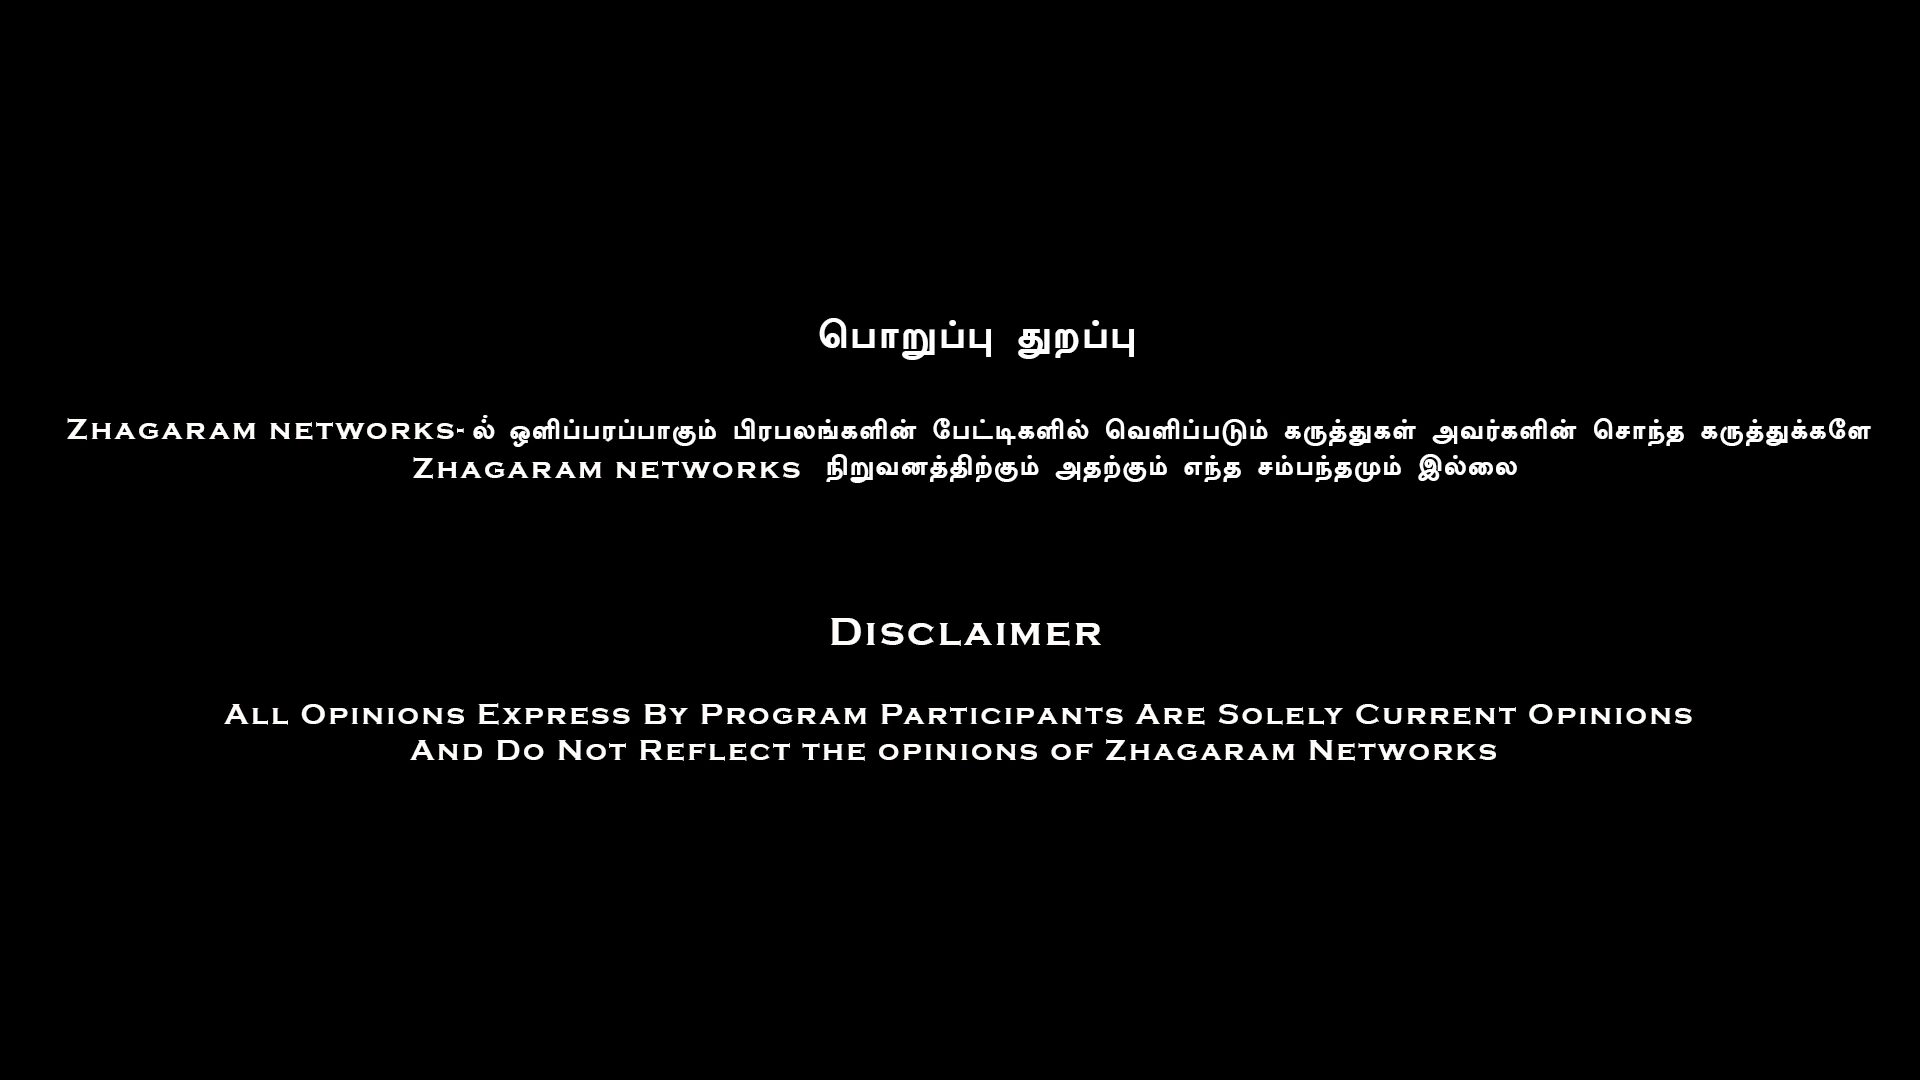 பொறுப்பு துறப்பு
Zhagaram networks-ல் ஒளிப்பரப்பாகும் பிரபலங்களின் பேட்டிகளில் வெளிப்படும் கருத்துகள் அவர்களின் சொந்த கருத்துக்களே
Zhagaram networks நிறுவனத்திற்கும் அதற்கும் எந்த சம்பந்தமும் இல்லை
Disclaimer
All Opinions Express By Program Participants Are Solely Current Opinions
And Do Not Reflect the opinions of Zhagaram Networks